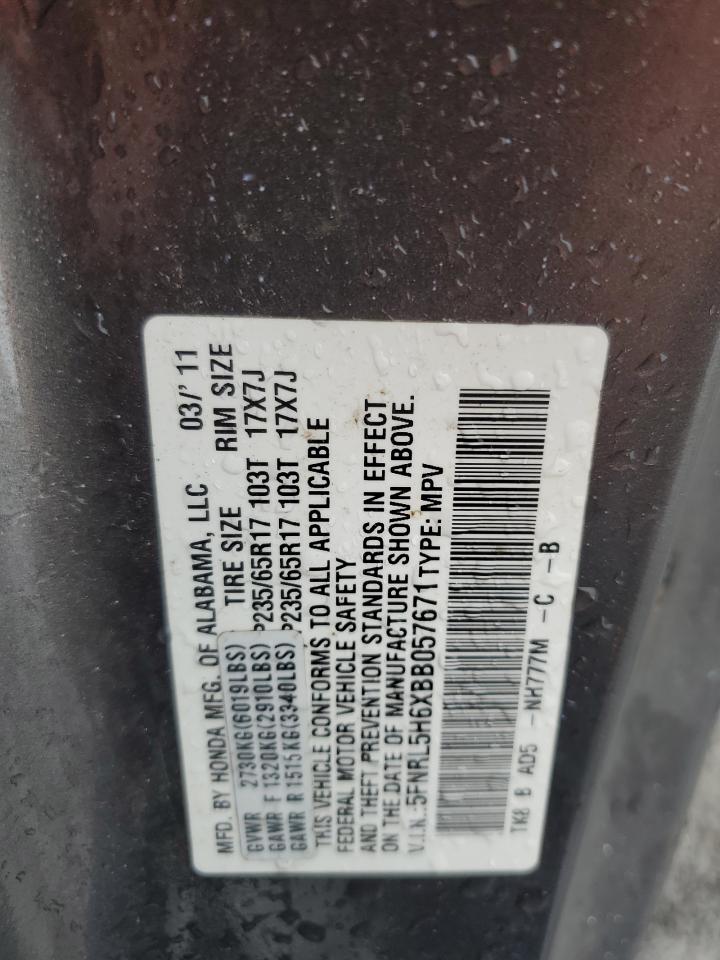 MFD. BY HONDA MFG. OF ALABAMA, LLC 03/' 11
TIRE SIZE RIM SIZE
GVWR 2730KG(6019LBS)
GAWR F 1320KG(2910LBS) P235/65R17 103T 17X7J
GAWR R 1515KG(3340LBS) P235/65R17 103T 17X7J
THIS VEHICLE CONFORMS TO ALL APPLICABLE
FEDERAL MOTOR VEHICLE SAFETY
AND THEFT PREVENTION STANDARDS IN EFFECT
ON THE DATE OF MANUFACTURE SHOWN ABOVE.
V.I.N.:5FNRL5H6XBB057671 TYPE: MPV
TK8 B AD5 -NH777M -C -B